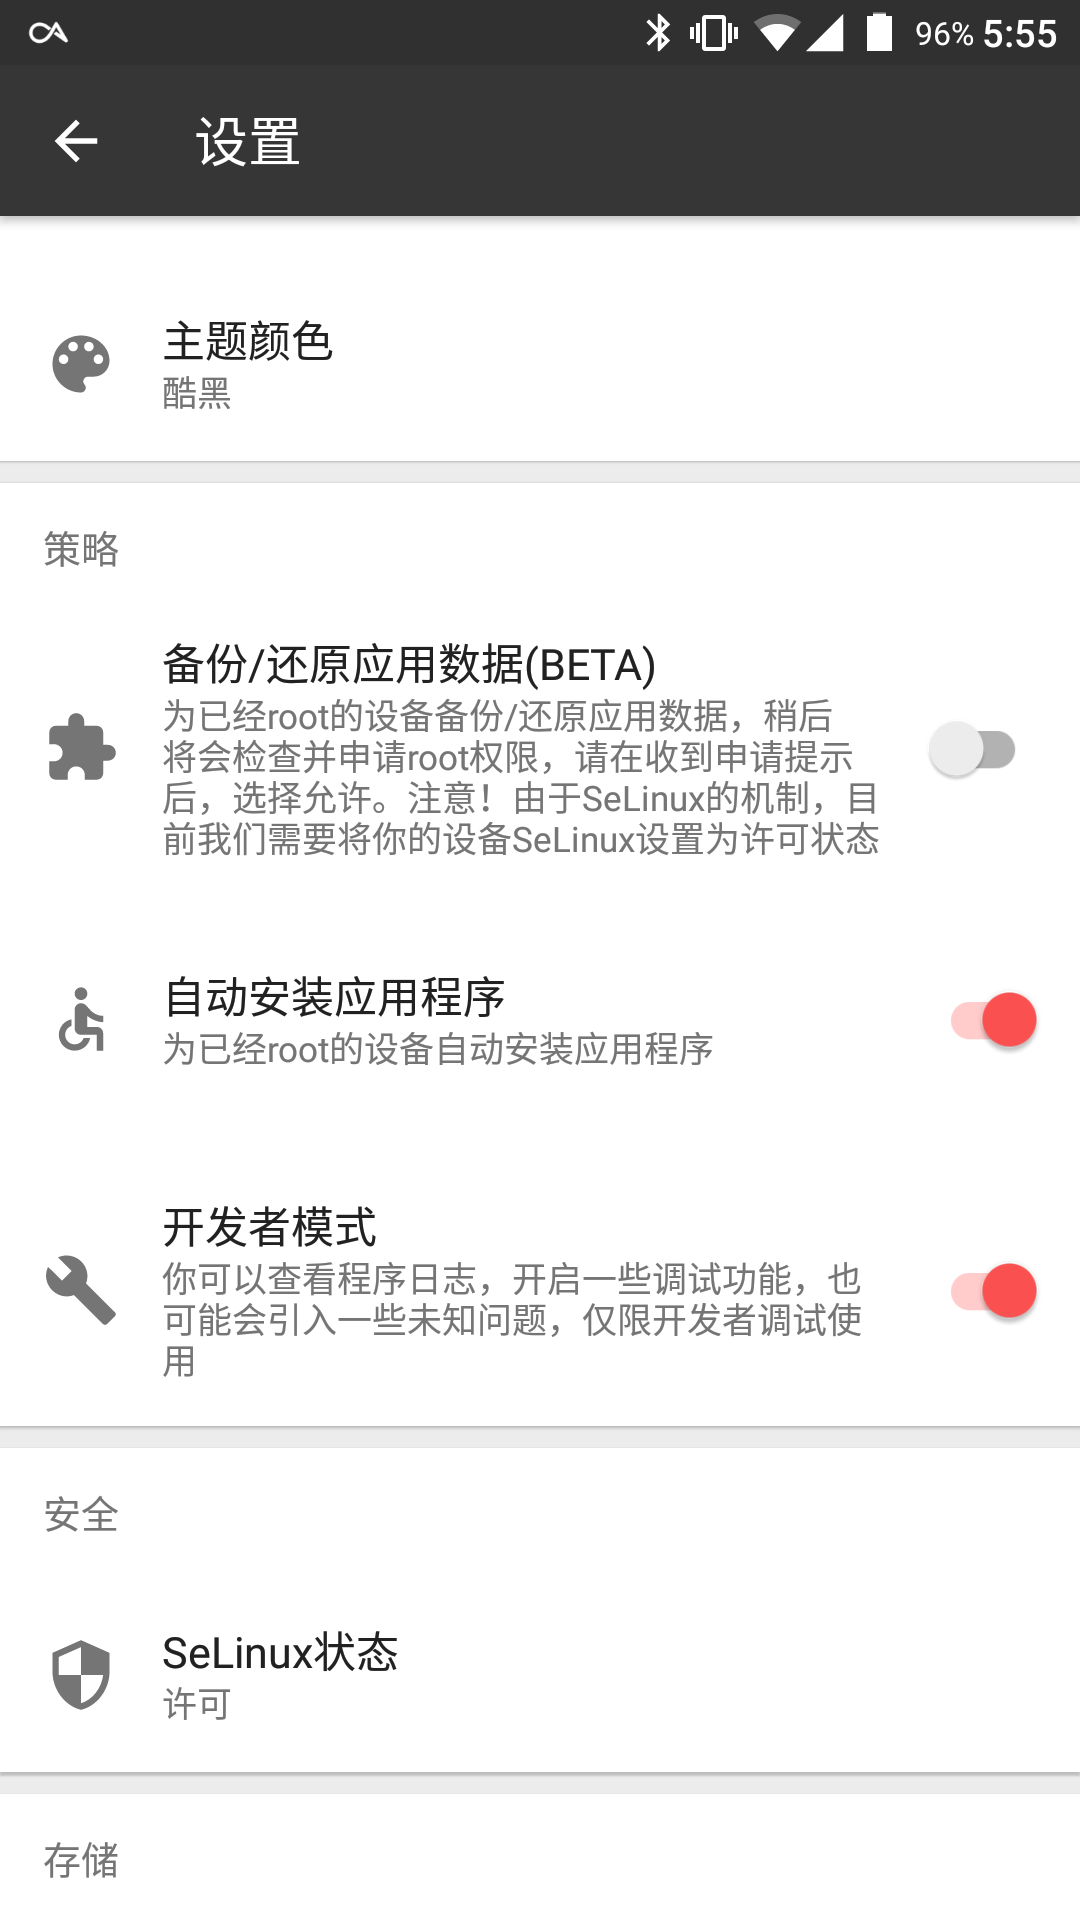 96% 5:55
设置
主题颜色
酷黑
策略
备份/还原应用数据(BETA)
为已经root的设备备份/还原应用数据，稍后
将会检查并申请root权限，请在收到申请提示
后，选择允许。注意！由于SeLinux的机制，目
前我们需要将你的设备SeLinux设置为许可状态
自动安装应用程序
为已经root的设备自动安装应用程序
开发者模式
你可以查看程序日志，开启一些调试功能，也
可能会引入一些未知问题，仅限开发者调试使
用
安全
SeLinux状态
许可
存储